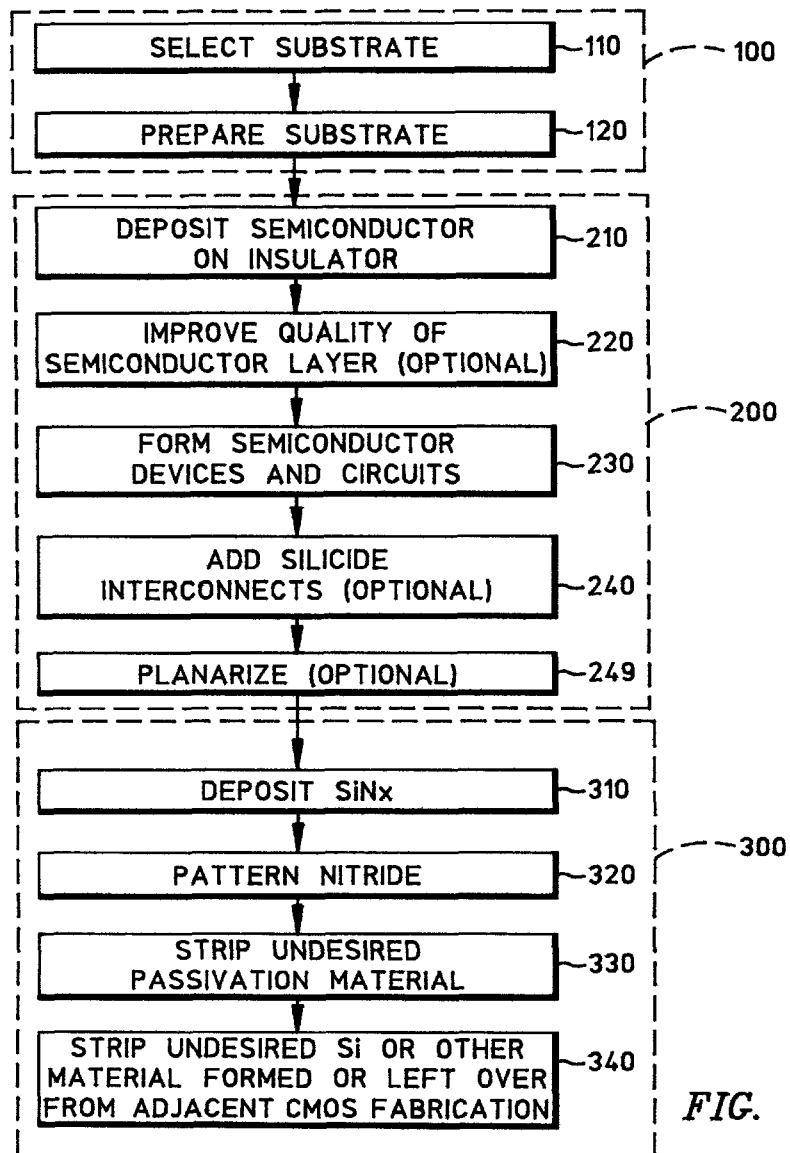 SELECT SUBSTRATE
110
100
PREPARE SUBSTRATE
120
DEPOSIT SEMICONDUCTOR
ON INSULATOR
210
IMPROVE QUALITY OF
SEMICONDUCTOR LAYER (OPTIONAL)
220
200
FORM SEMICONDUCTOR
DEVICES AND CIRCUITS
230
ADD SILICIDE
INTERCONNECTS (OPTIONAL)
240
PLANARIZE (OPTIONAL)
249
DEPOSIT SiNx
310
300
PATTERN NITRIDE
320
STRIP UNDESIRED
PASSIVATION MATERIAL
330
STRIP UNDESIRED Si OR OTHER
MATERIAL FORMED OR LEFT OVER
FROM ADJACENT CMOS FABRICATION
340
FIG.